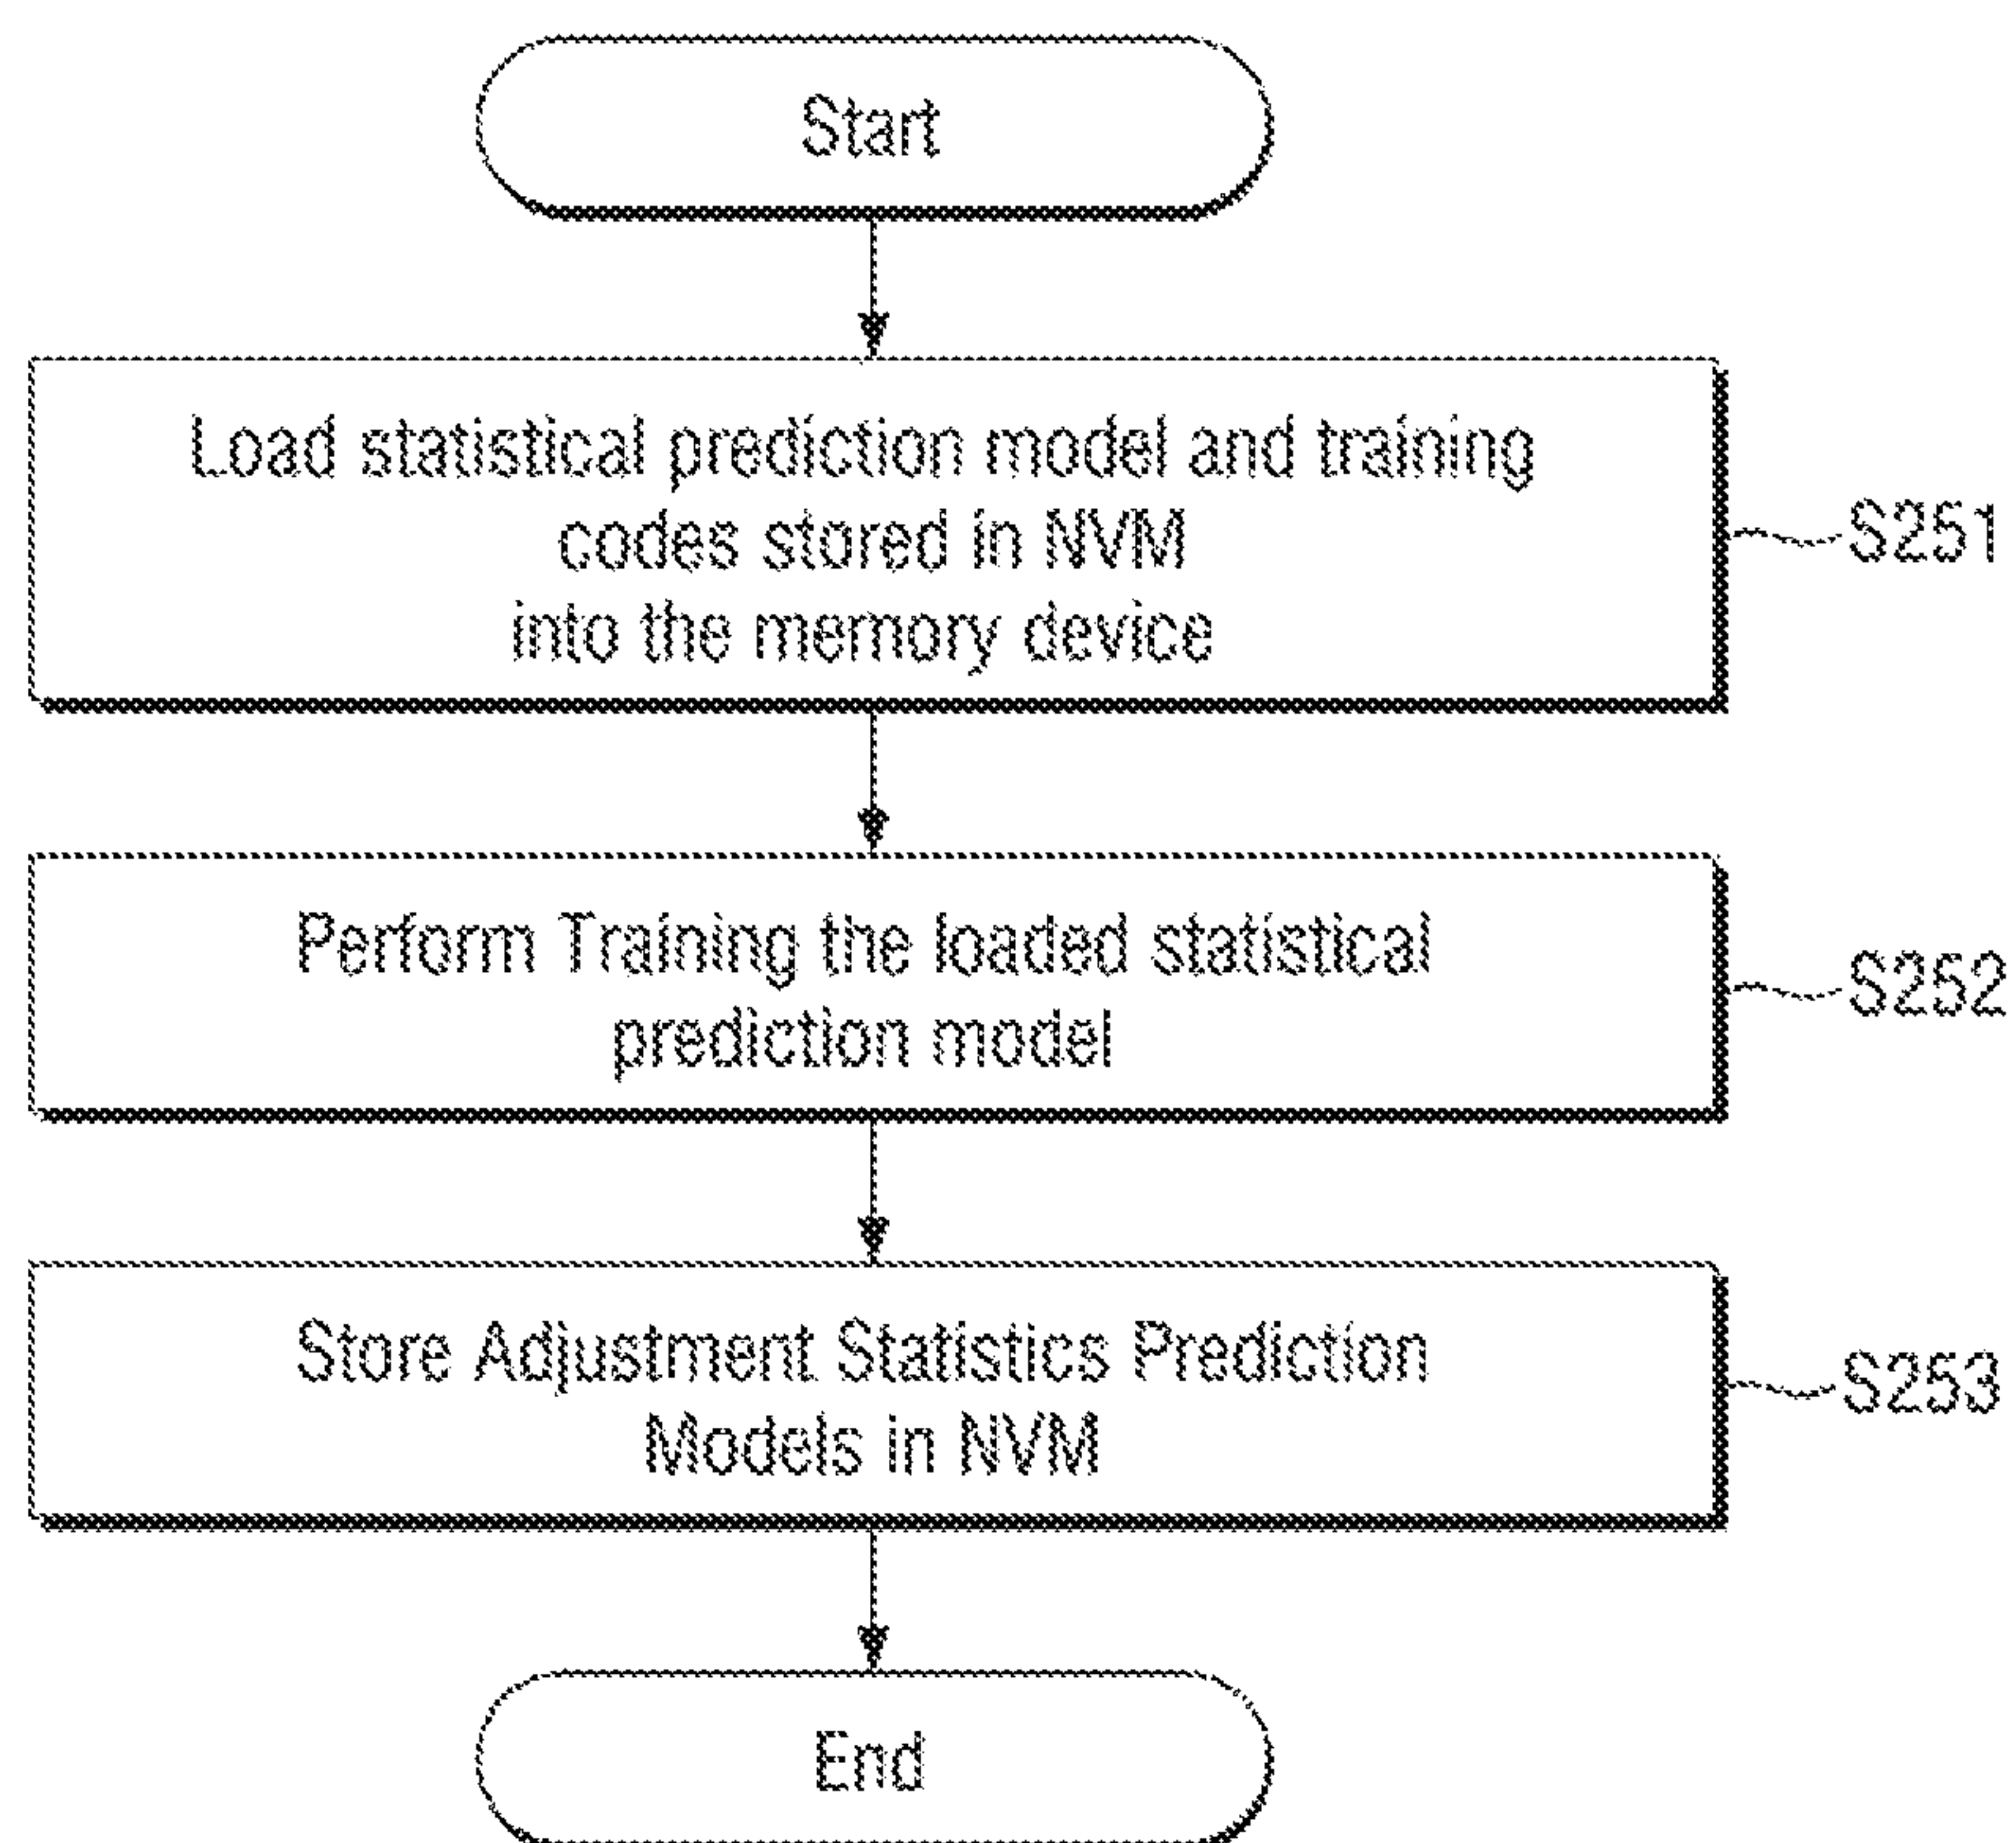 Start
Load statistical prediction model and training
codes stored in NVM
into the memory device
S251
Perform Training the loaded statistical
prediction model
S252
Store Adjustment Statistics Prediction
Models in NVM
S253
End